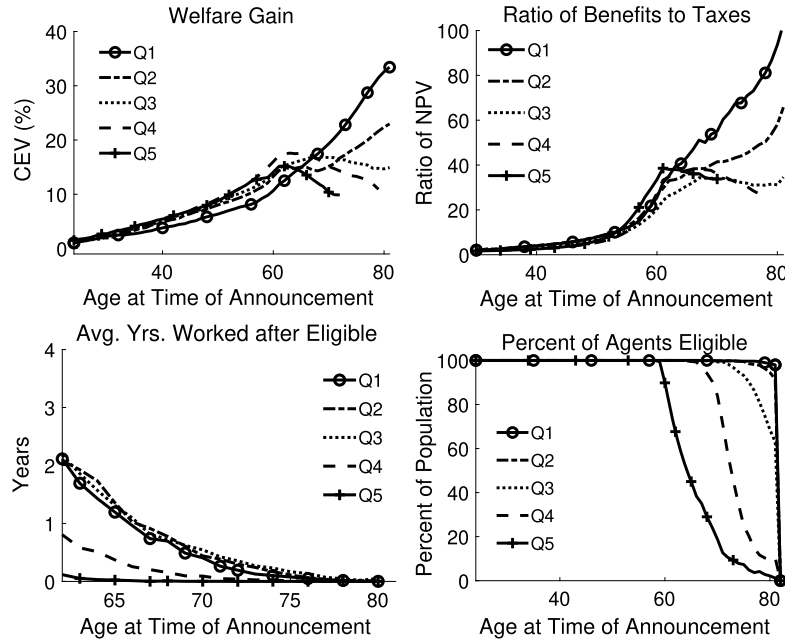 Welfare Gain
CEV (%)
40
30
20
10
0
Q1
Q2
Q3
Q4
Q5
40 60 80
Age at Time of Announcement
Ratio of Benefits to Taxes
Ratio of NPV
100
80
60
40
20
0
Q1
Q2
Q3
Q4
Q5
40 60 80
Age at Time of Announcement
Avg. Yrs. Worked after Eligible
Years
4
3
2
1
0
Q1
Q2
Q3
Q4
Q5
65 70 75 80
Age at Time of Announcement
Percent of Agents Eligible
Percent of Population
100
80
60
40
20
0
Q1
Q2
Q3
Q4
Q5
40 60 80
Age at Time of Announcement